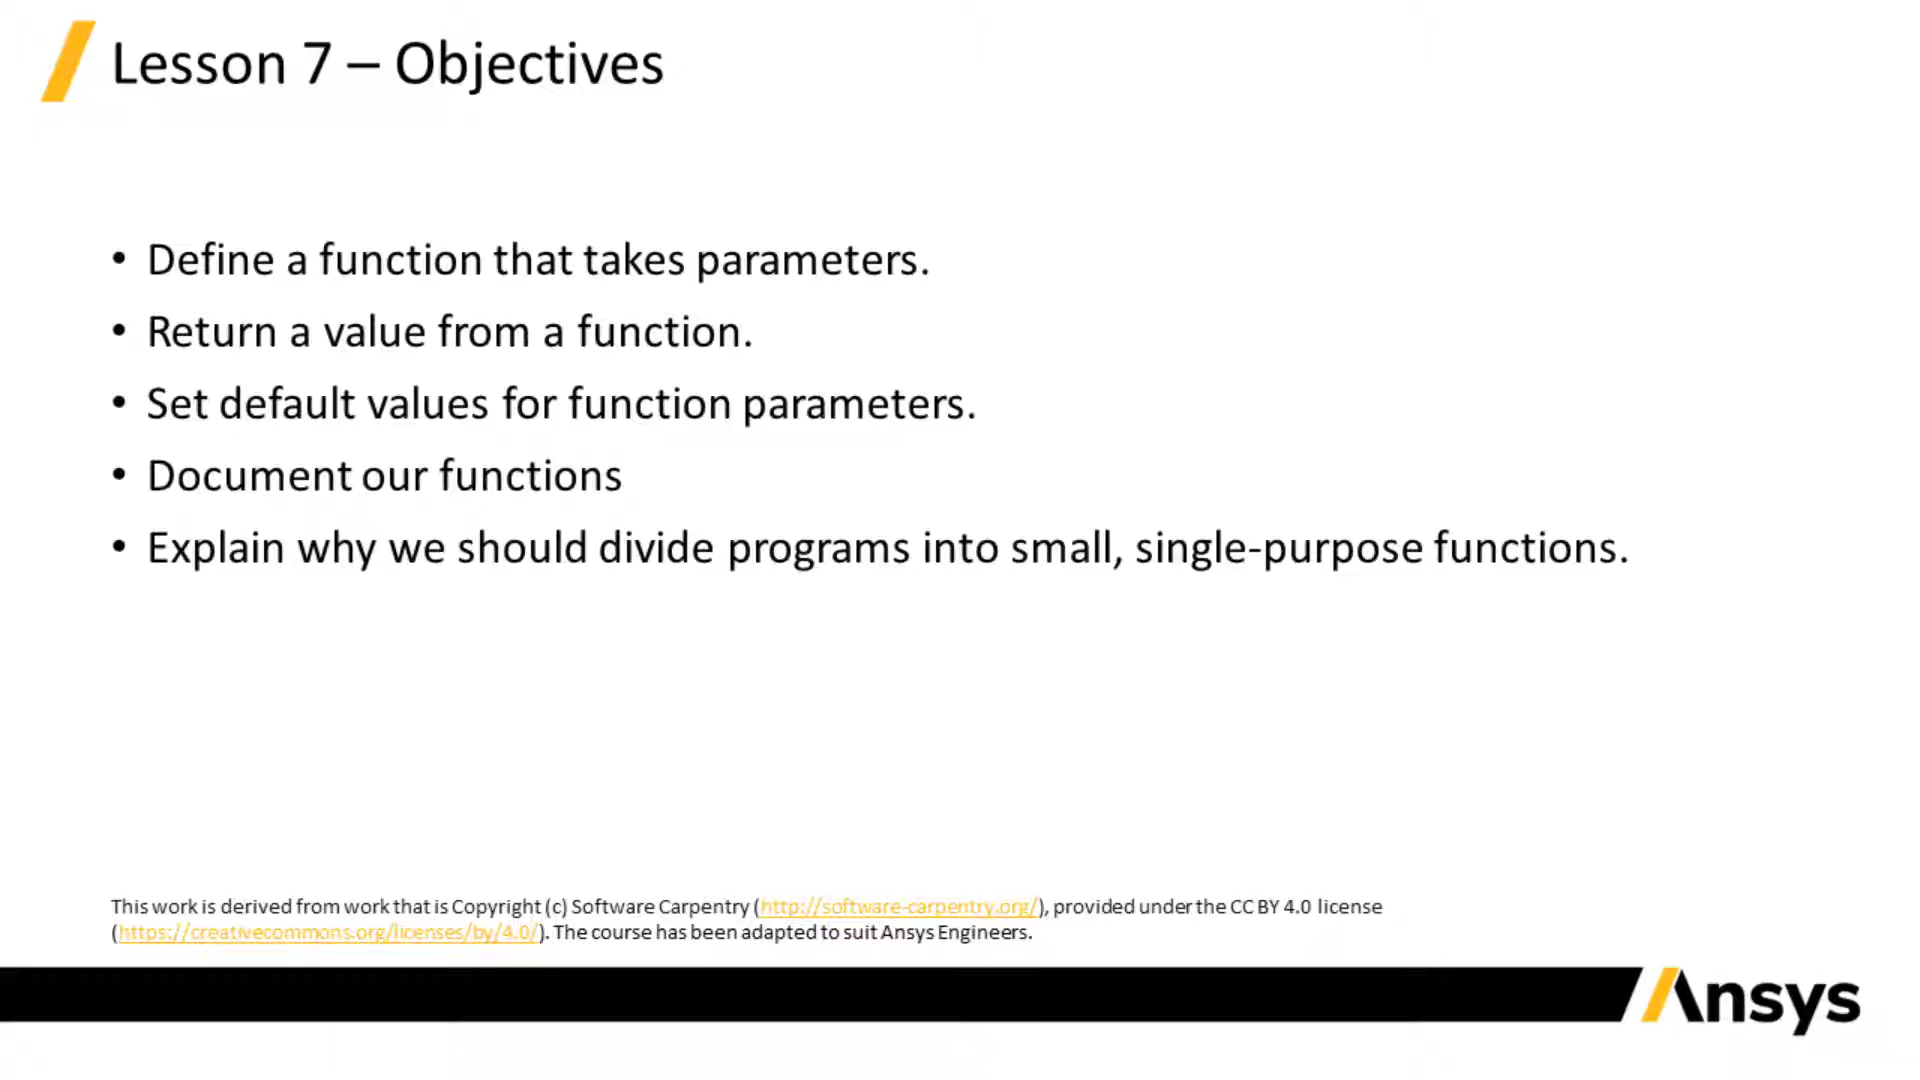 Lesson 7 – Objectives
• Define a function that takes parameters.
• Return a value from a function.
• Set default values for function parameters.
• Document our functions
• Explain why we should divide programs into small, single-purpose functions.
This work is derived from work that is Copyright (c) Software Carpentry (http://software-carpentry.org/), provided under the CC BY 4.0 license
(https://creativecommons.org/licenses/by/4.0/). The course has been adapted to suit Ansys Engineers.
Ansys